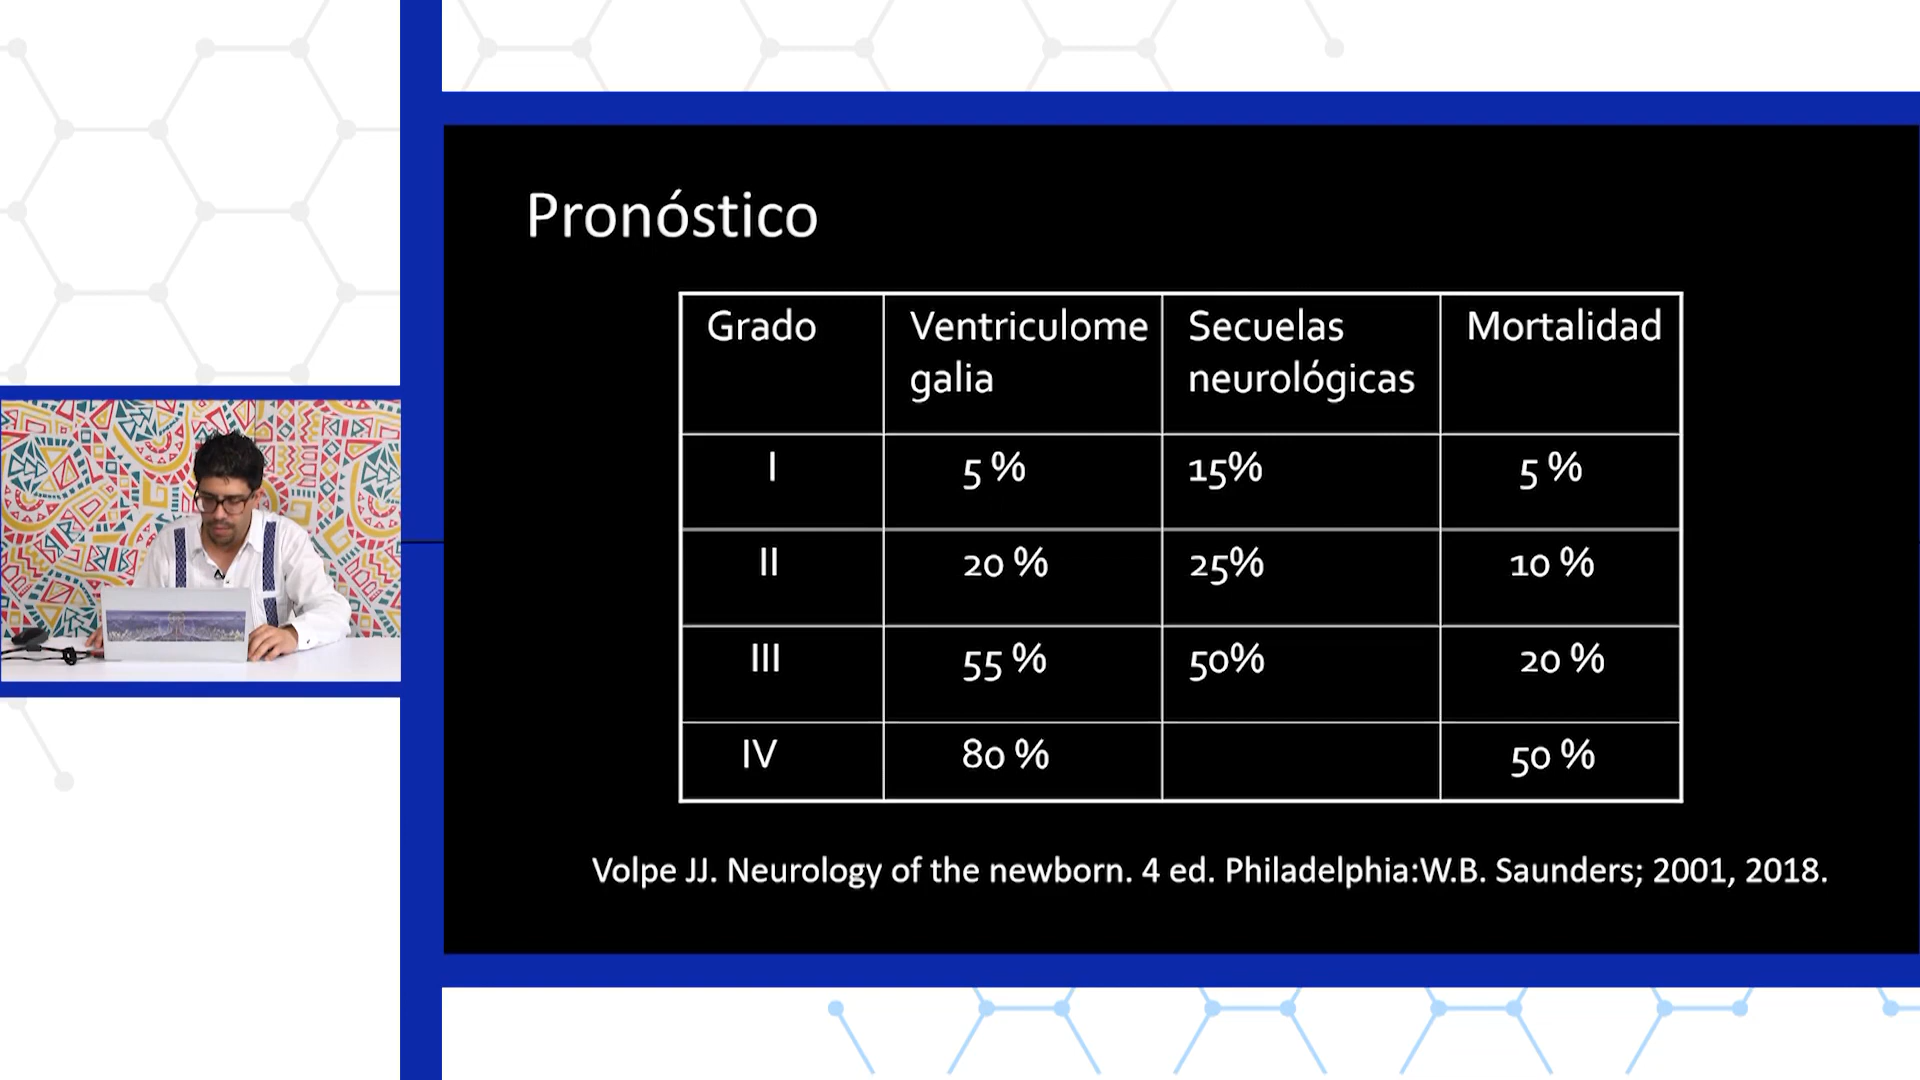 Pronóstico
Grado Ventriculome Secuelas Mortalidad
galia neurológicas
I 5 % 15% 5 %
II 20 % 25% 10 %
III 55 % 50% 20 %
IV 80 % 50 %
Volpe JJ. Neurology of the newborn. 4 ed. Philadelphia:W.B. Saunders; 2001, 2018.